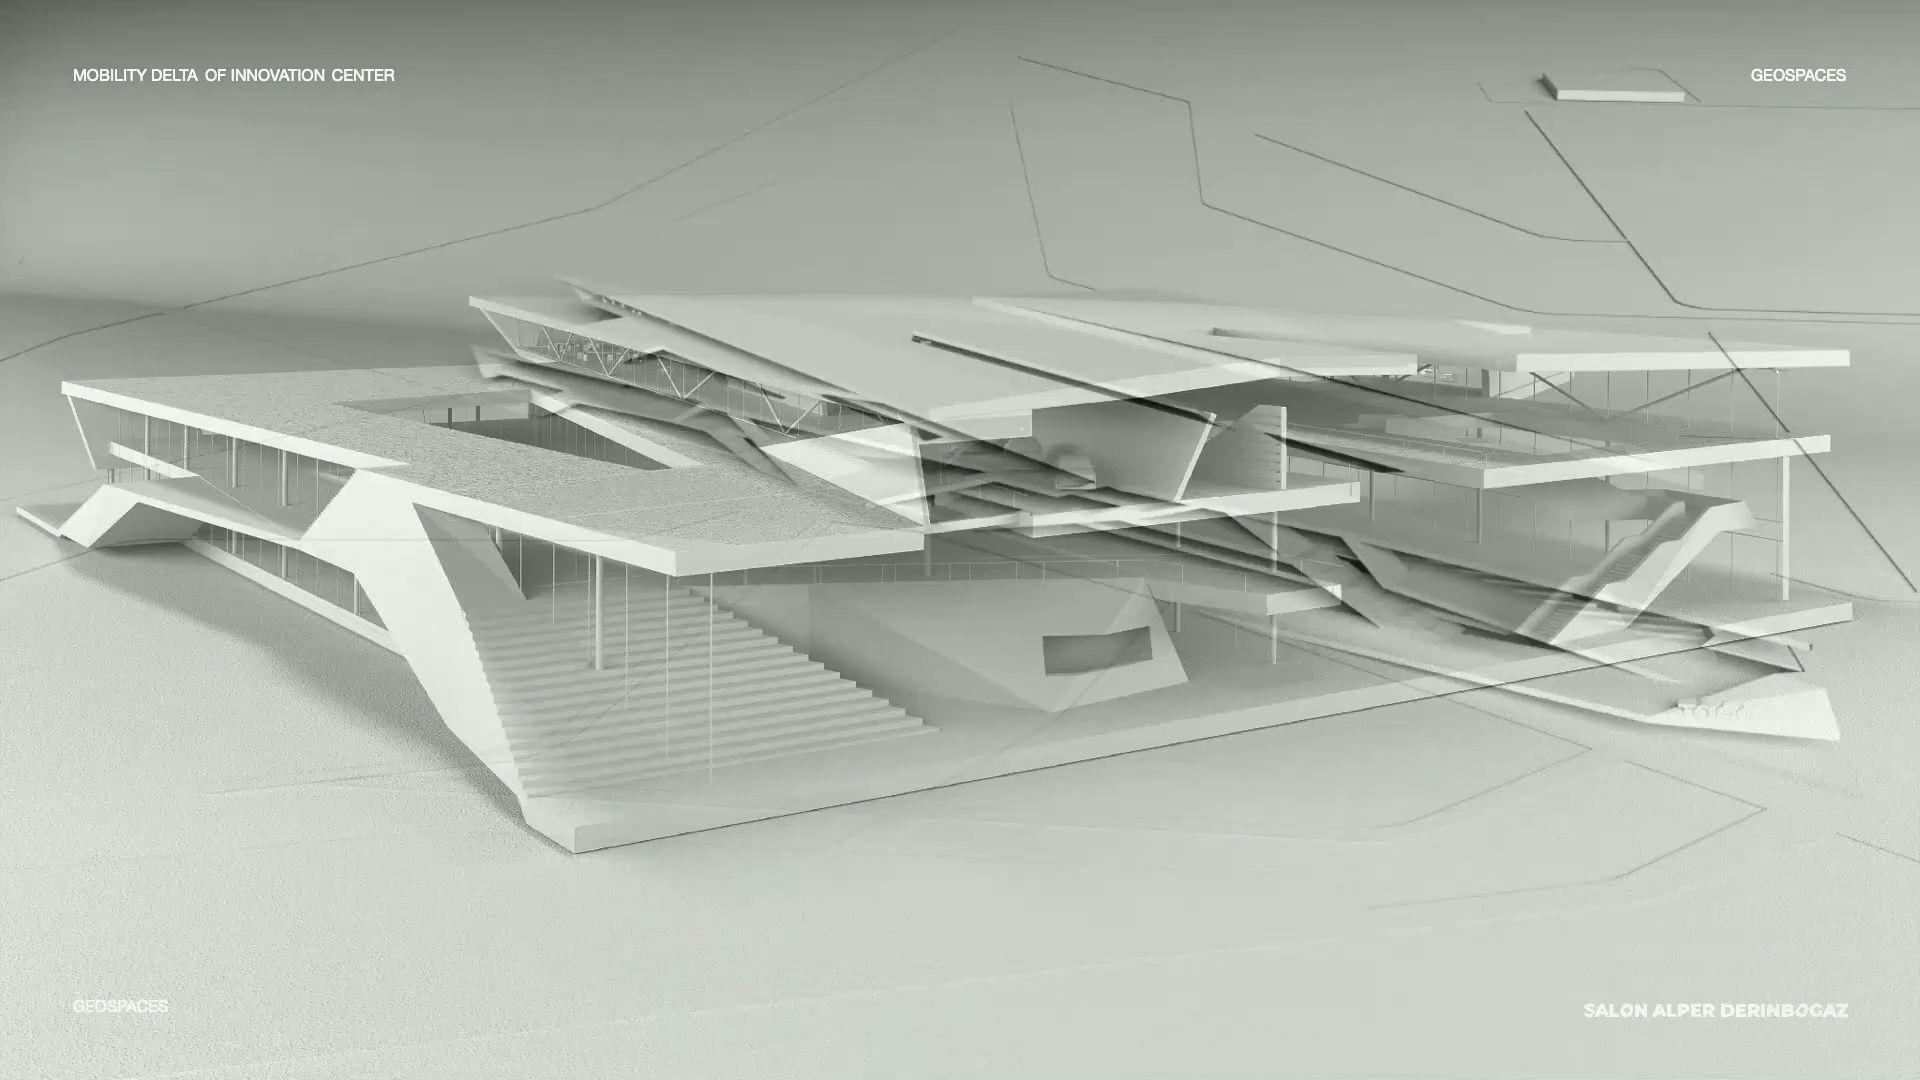 MOBILITY DELTA OF INNOVATION CENTER
GEOSPACES
GEOSPACES
SALON ALPER DERINBOGAZ